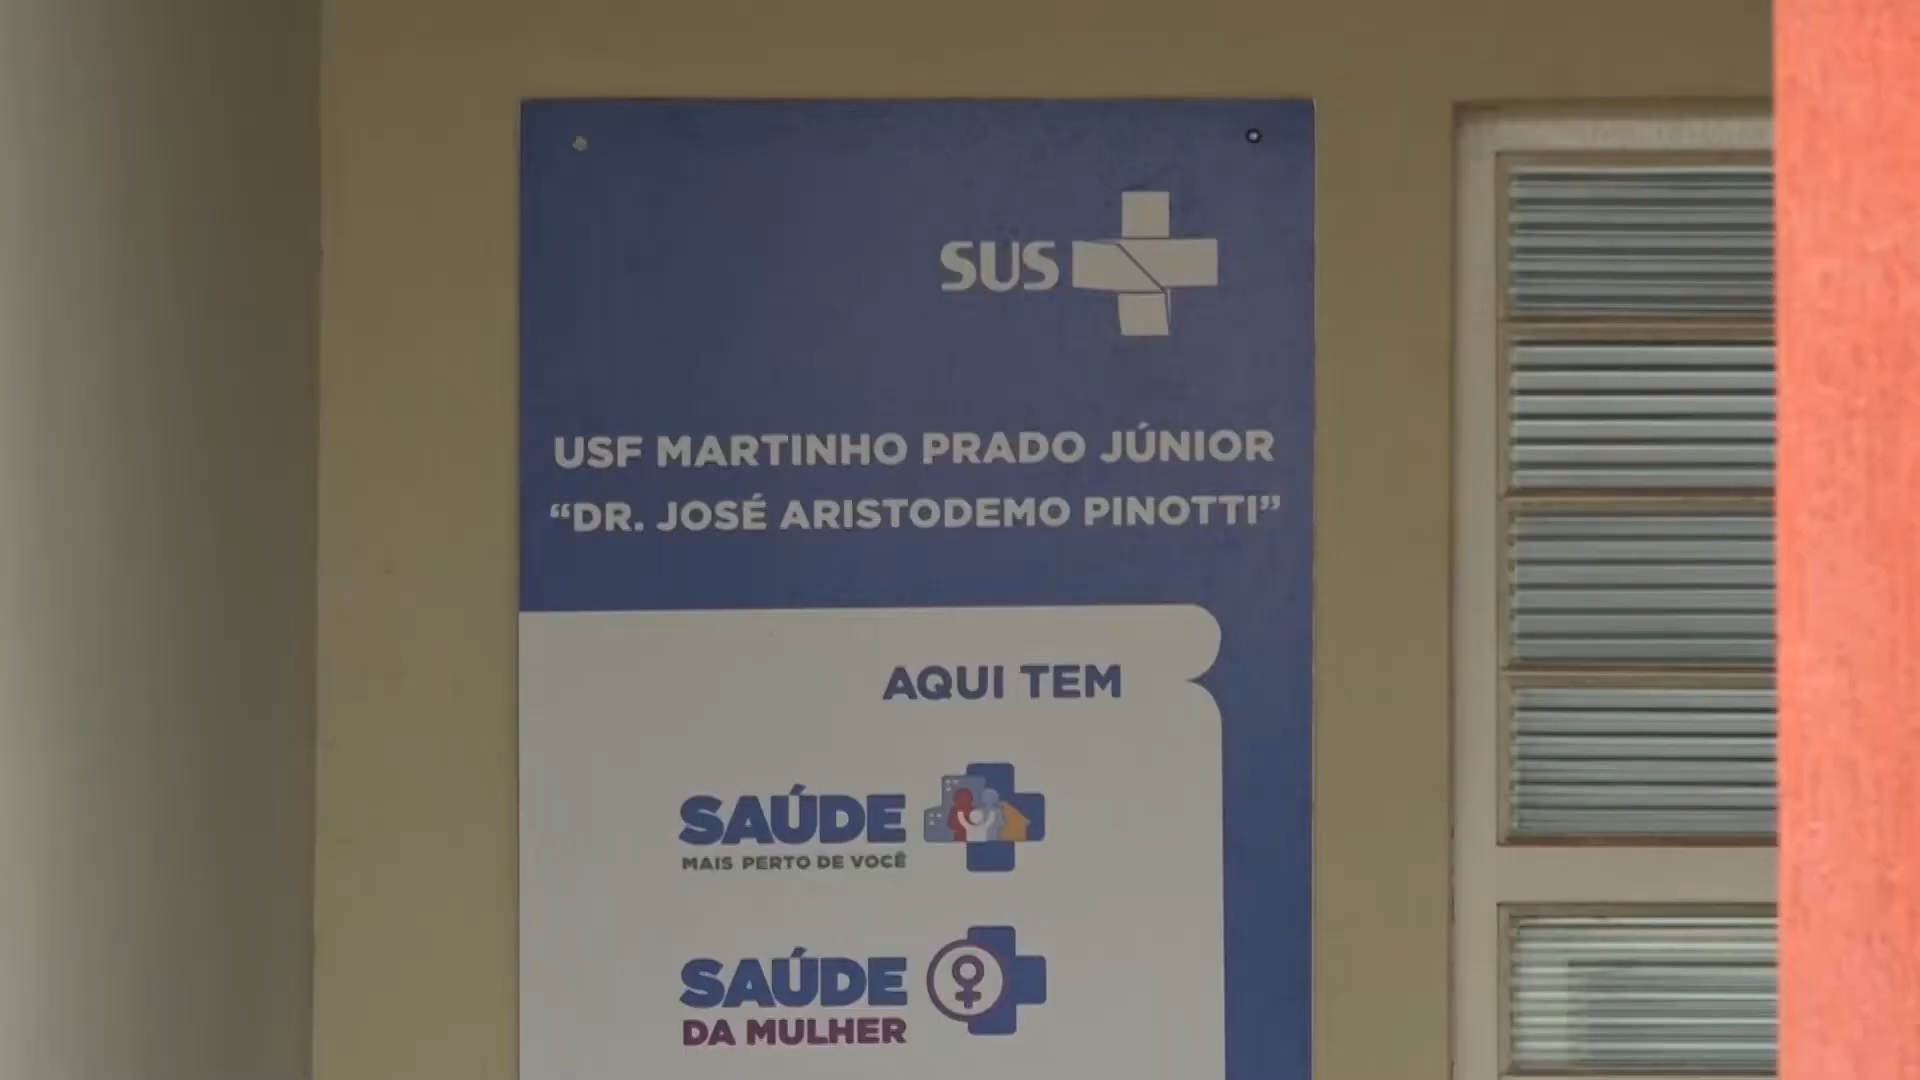 SUS
USF MARTINHO PRADO JÚNIOR
“DR. JOSÉ ARISTODEMO PINOTTI”
AQUI TEM
SAÚDE
MAIS PERTO DE VOCÊ
SAÚDE
DA MULHER